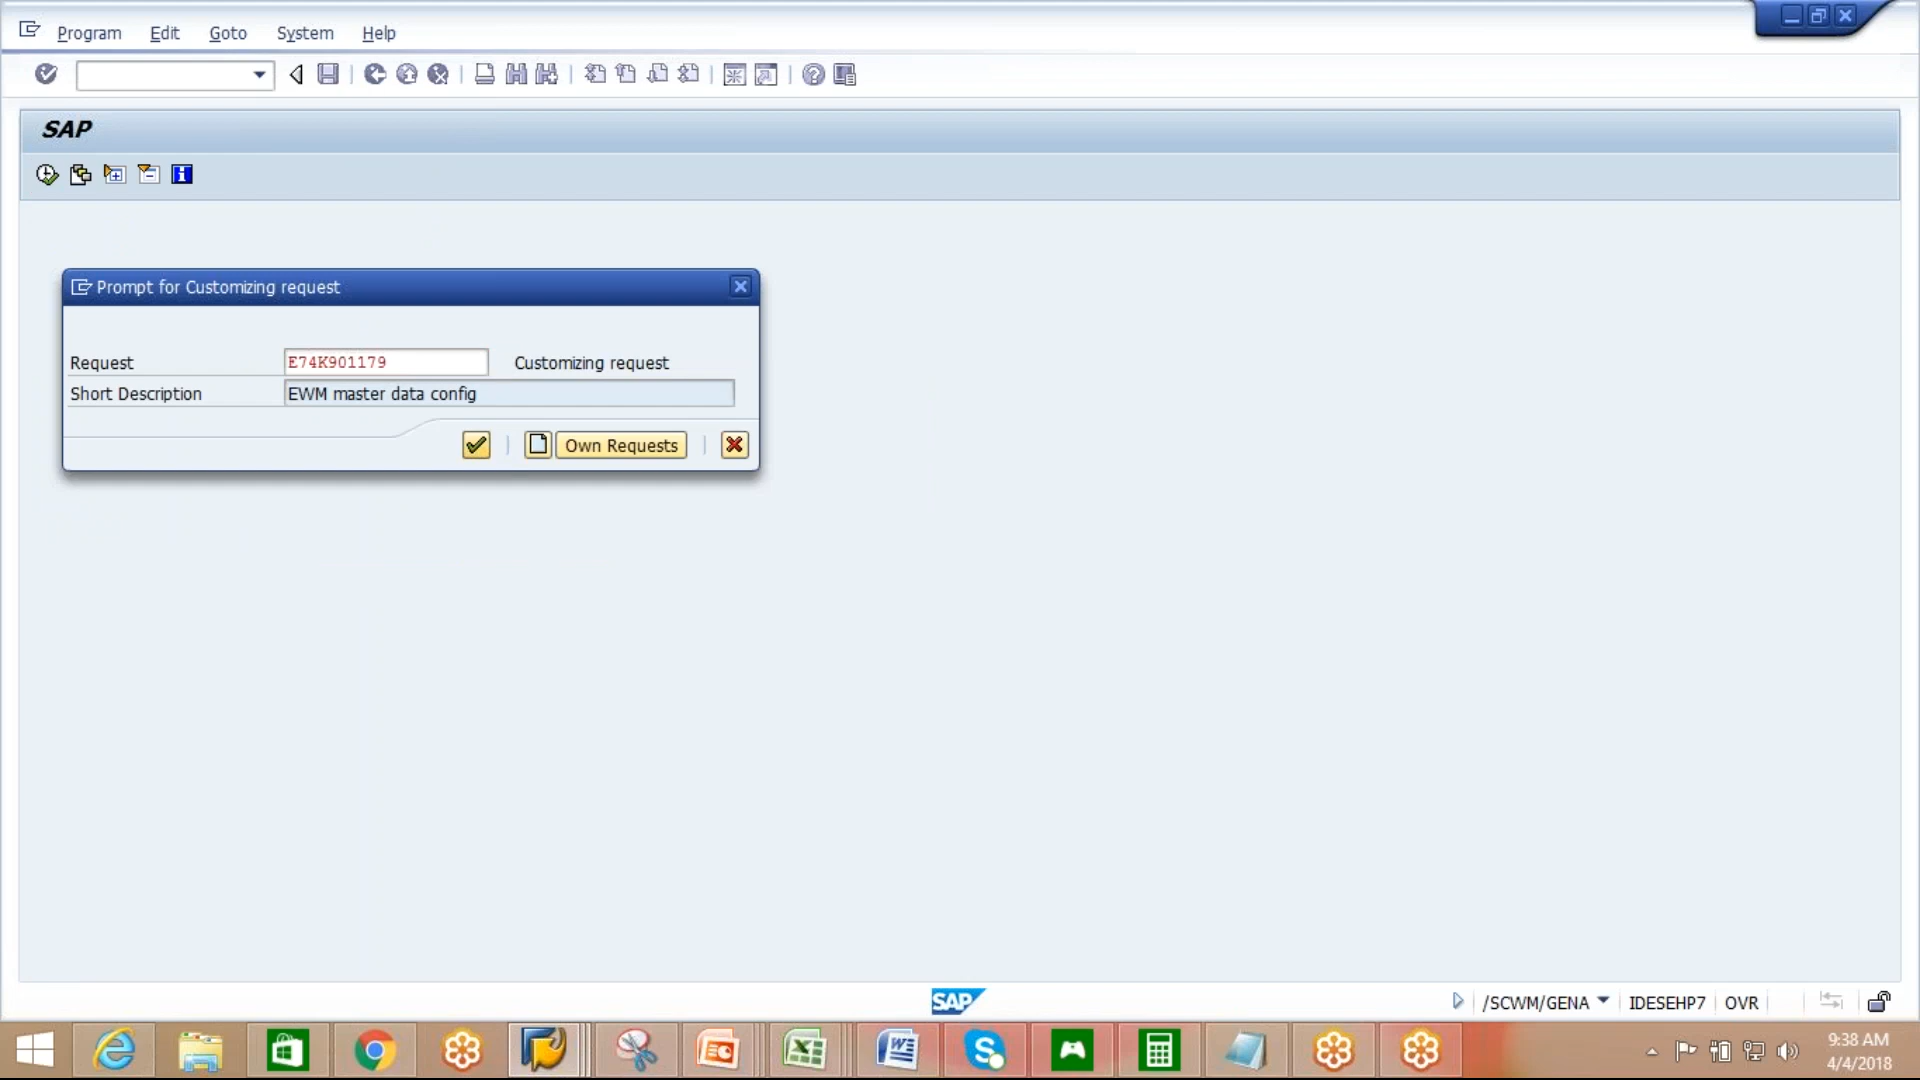 Program Edit Goto System Help
SAP
Prompt for Customizing request
Request E74K901179 Customizing request
Short Description EWM master data config
Own Requests
SAP /SCWM/GENA IDESEHP7 OVR
9:38 AM
4/4/2018